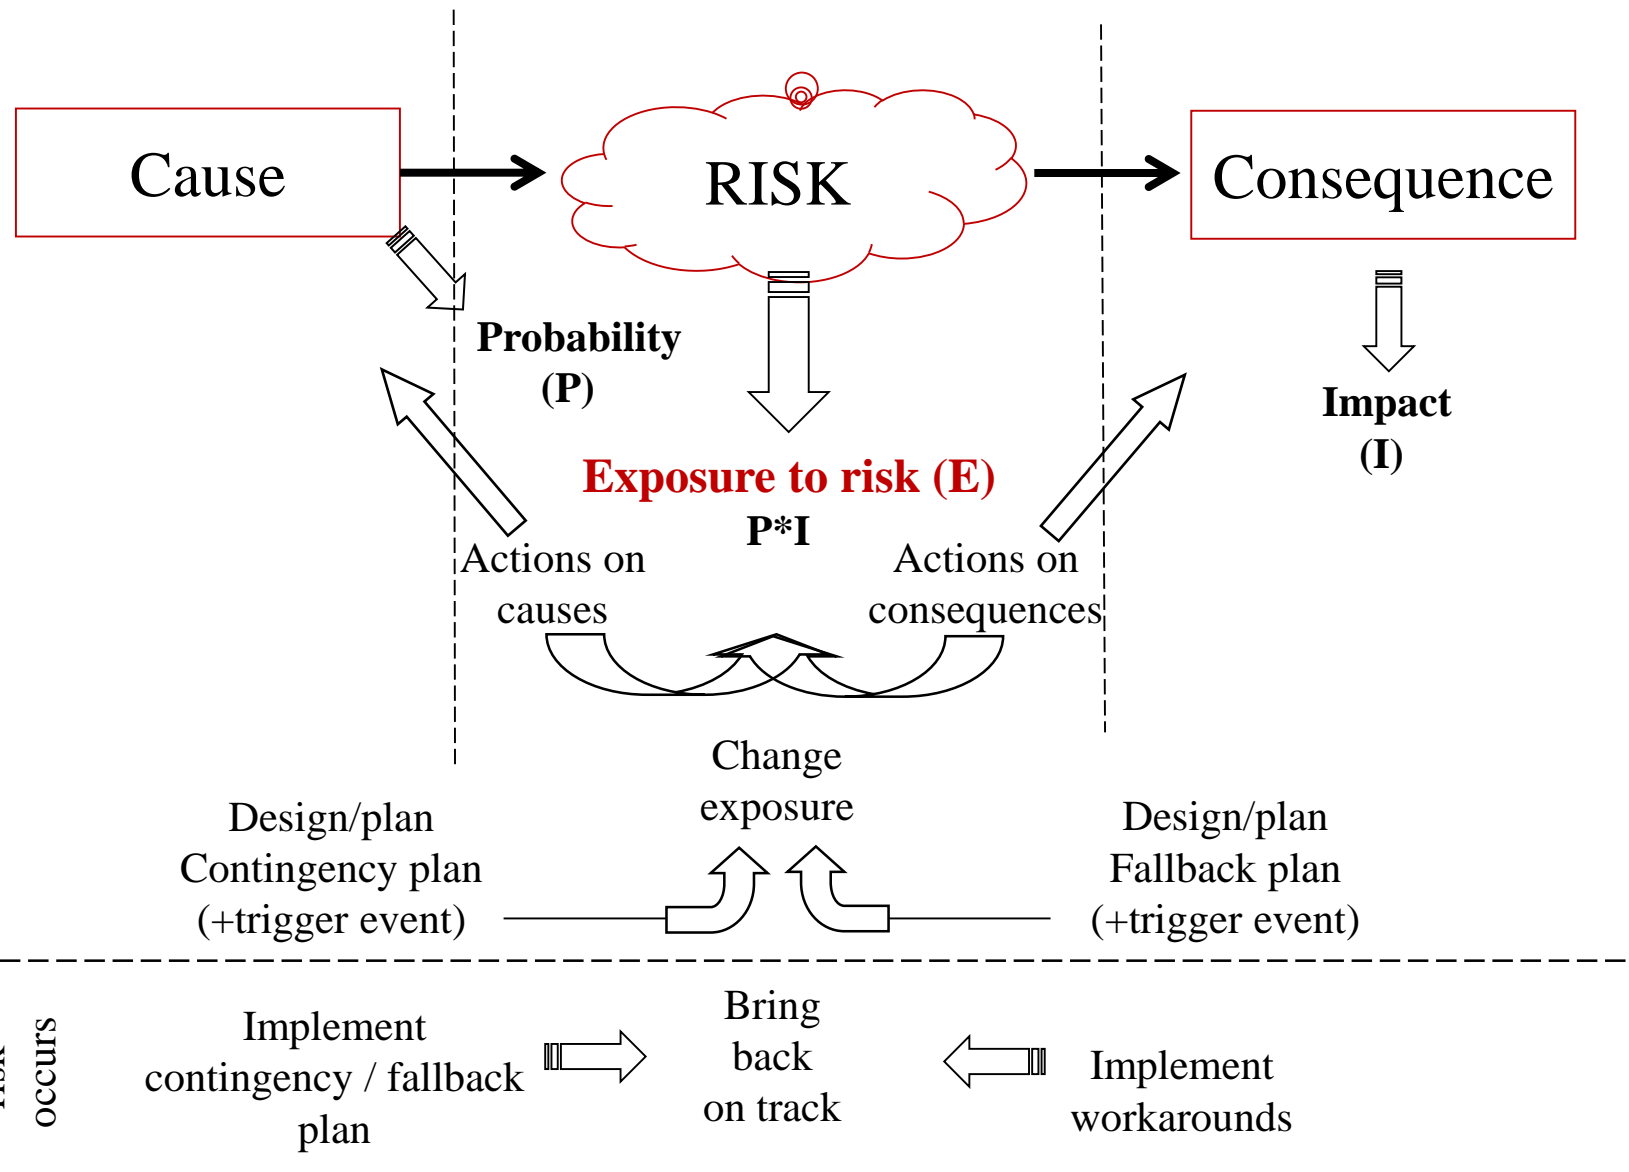 Cause
RISK
Consequence
Probability
(P)
Impact
(I)
Exposure to risk (E)
P*I
Actions on
causes
Actions on
consequences
Change
exposure
Design/plan
Contingency plan
(+trigger event)
Design/plan
Fallback plan
(+trigger event)
occurs
Implement
contingency / fallback
plan
Bring
back
on track
Implement
workarounds